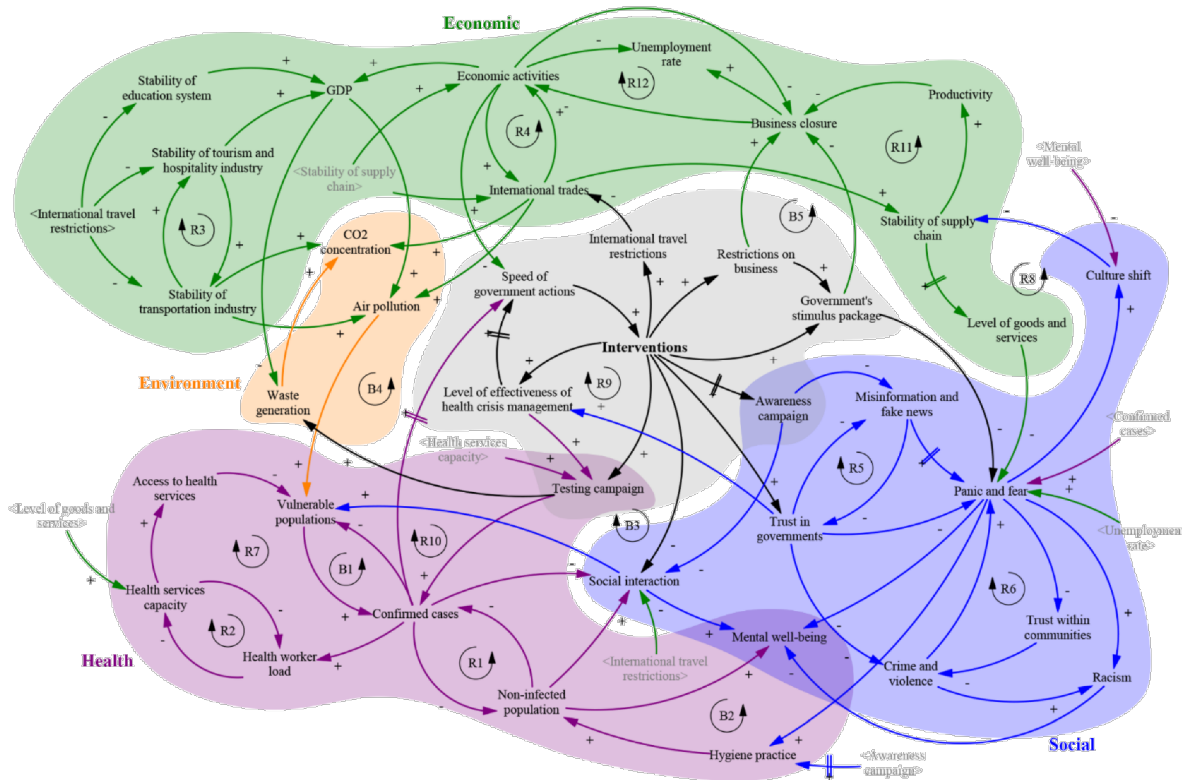 Economic
Stability of
education system
GDP
Economic activities
Unemployment
rate
R12
Business closure
Productivity
R11
R4
<Mental
well-being>
Stability of tourism and
hospitality industry
<Stability of supply
chain>
International trades
<International travel
restrictions>
R3
CO2
concentration
B5
Stability of supply
chain
International travel
restrictions
Restrictions on
business
R8
Culture shift
Stability of
transportation industry
Air pollution
Speed of
government actions
Government's
stimulus package
Level of goods and
services
Interventions
Environment
B4
Waste
generation
Level of effectiveness of
health crisis management
R9
Awareness
campaign
Misinformation and
fake news
<Confirmed
cases>
<Health services
capacity>
R5
Access to health
services
Vulnerable
populations
Testing campaign
Panic and fear
<Level of goods and
services>
B3
Trust in
governments
<Unemploymen
rate>
R7
B1
R10
Health services
capacity
Confirmed cases
Social interaction
R6
R2
Trust within
communities
Health
Health worker
load
R1
Mental well-being
<International travel
restrictions>
Crime and
violence
Racism
Non-infected
population
B2
Hygiene practice
Social
<Awareness
campaign>